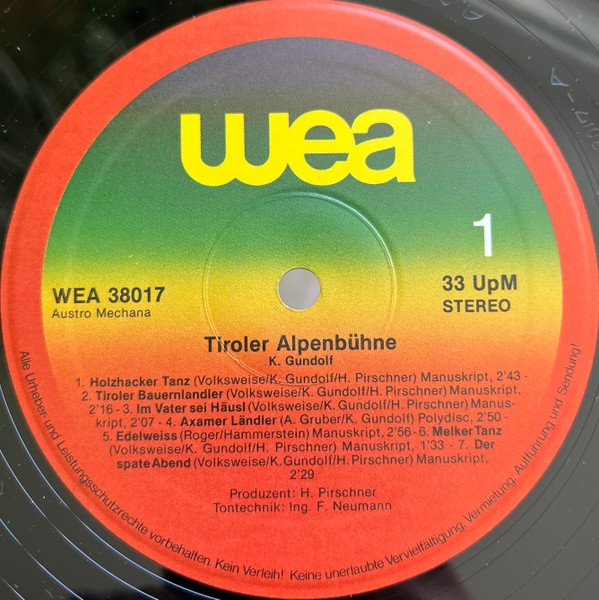 wea
1
WEA 38017
Austro Mechana
33 UpM
STEREO
Tiroler Alpenbühne
K. Gundolf
1. Holzhacker Tanz (Volksweise/K. Gundolf/H. Pirschner) Manuskript, 2'43 -
2. Tiroler Bauernlandler (Volksweise/K. Gundolf/H. Pirschner) Manuskript,
2'16 - 3. Im Vater sei Häusl (Volksweise/K. Gundolf/H. Pirschner) Manus-
kript, 2'07 - 4. Axamer Ländler (A. Gruber/K. Gundolf) Polydisc, 2'50 -
5. Edelweiss (Roger/Hammerstein) Manuskript, 2'56 - 6. Melker Tanz
(Volksweise/K. Gundolf/H. Pirschner) Manuskript, 1'33 - 7. Der
spate Abend (Volksweise/K. Gundolf/H. Pirschner) Manuskript,
2'29
Produzent: H. Pirschner
Tontechnik: Ing. F. Neumann
Alle Urheber- und Leistungsschutzrechte vorbehalten. Kein Verleih! Keine unerlaubte Vervielfältigung, Vermietung, Aufführung und Sendung!